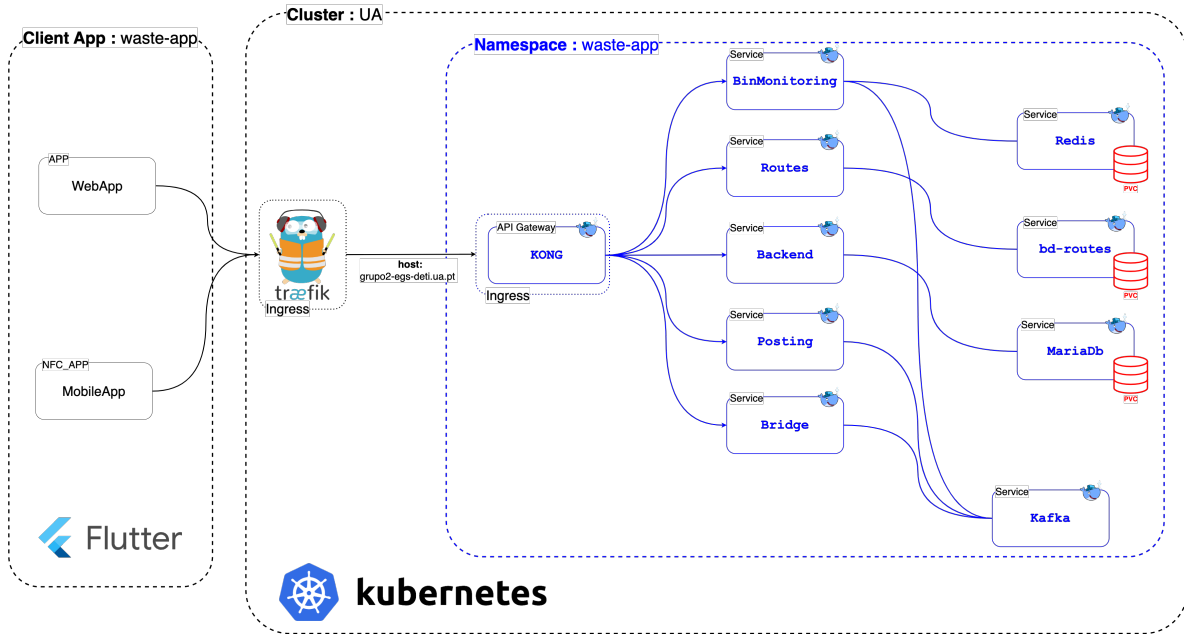 Cluster : UA
Client App : waste-app
Namespace : waste-app
APP
WebApp
NFC_APP
MobileApp
Flutter
træfik
Ingress
host:
grupo2-egs-deti.ua.pt
API Gateway
KONG
Ingress
Service
BinMonitoring
Service
Routes
Service
Backend
Service
Posting
Service
Bridge
Service
Redis
PVC
Service
bd-routes
PVC
Service
MariaDb
PVC
Service
Kafka
kubernetes